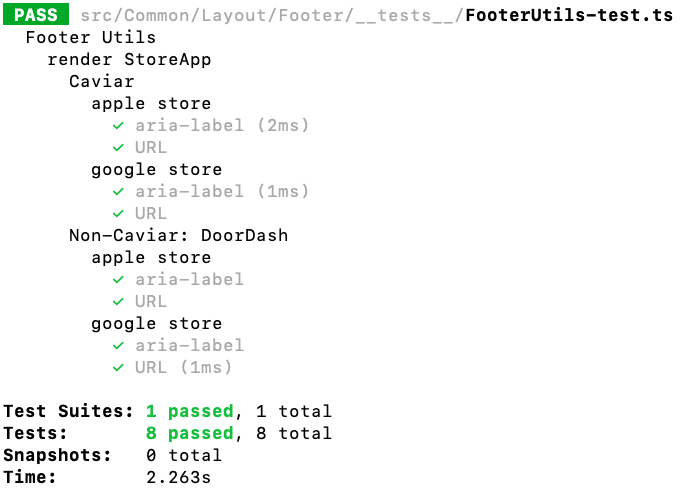 PASS src/Common/Layout/Footer/__tests__/FooterUtils-test.ts
Footer Utils
render StoreApp
Caviar
apple store
✓ aria-label (2ms)
✓ URL
google store
✓ aria-label (1ms)
✓ URL
Non-Caviar: DoorDash
apple store
✓ aria-label
✓ URL
google store
✓ aria-label
✓ URL (1ms)
Test Suites: 1 passed, 1 total
Tests: 8 passed, 8 total
Snapshots: 0 total
Time: 2.263s